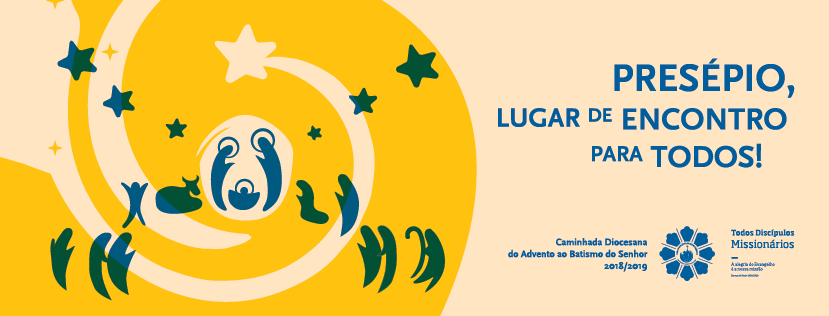 PRESÉPIO,
LUGAR DE ENCONTRO
PARA TODOS!
Caminhada Diocesana
do Advento ao Batismo do Senhor
2018/2019
Todos Discípulos
Missionários
A alegria do Evangelho
é a nossa missão